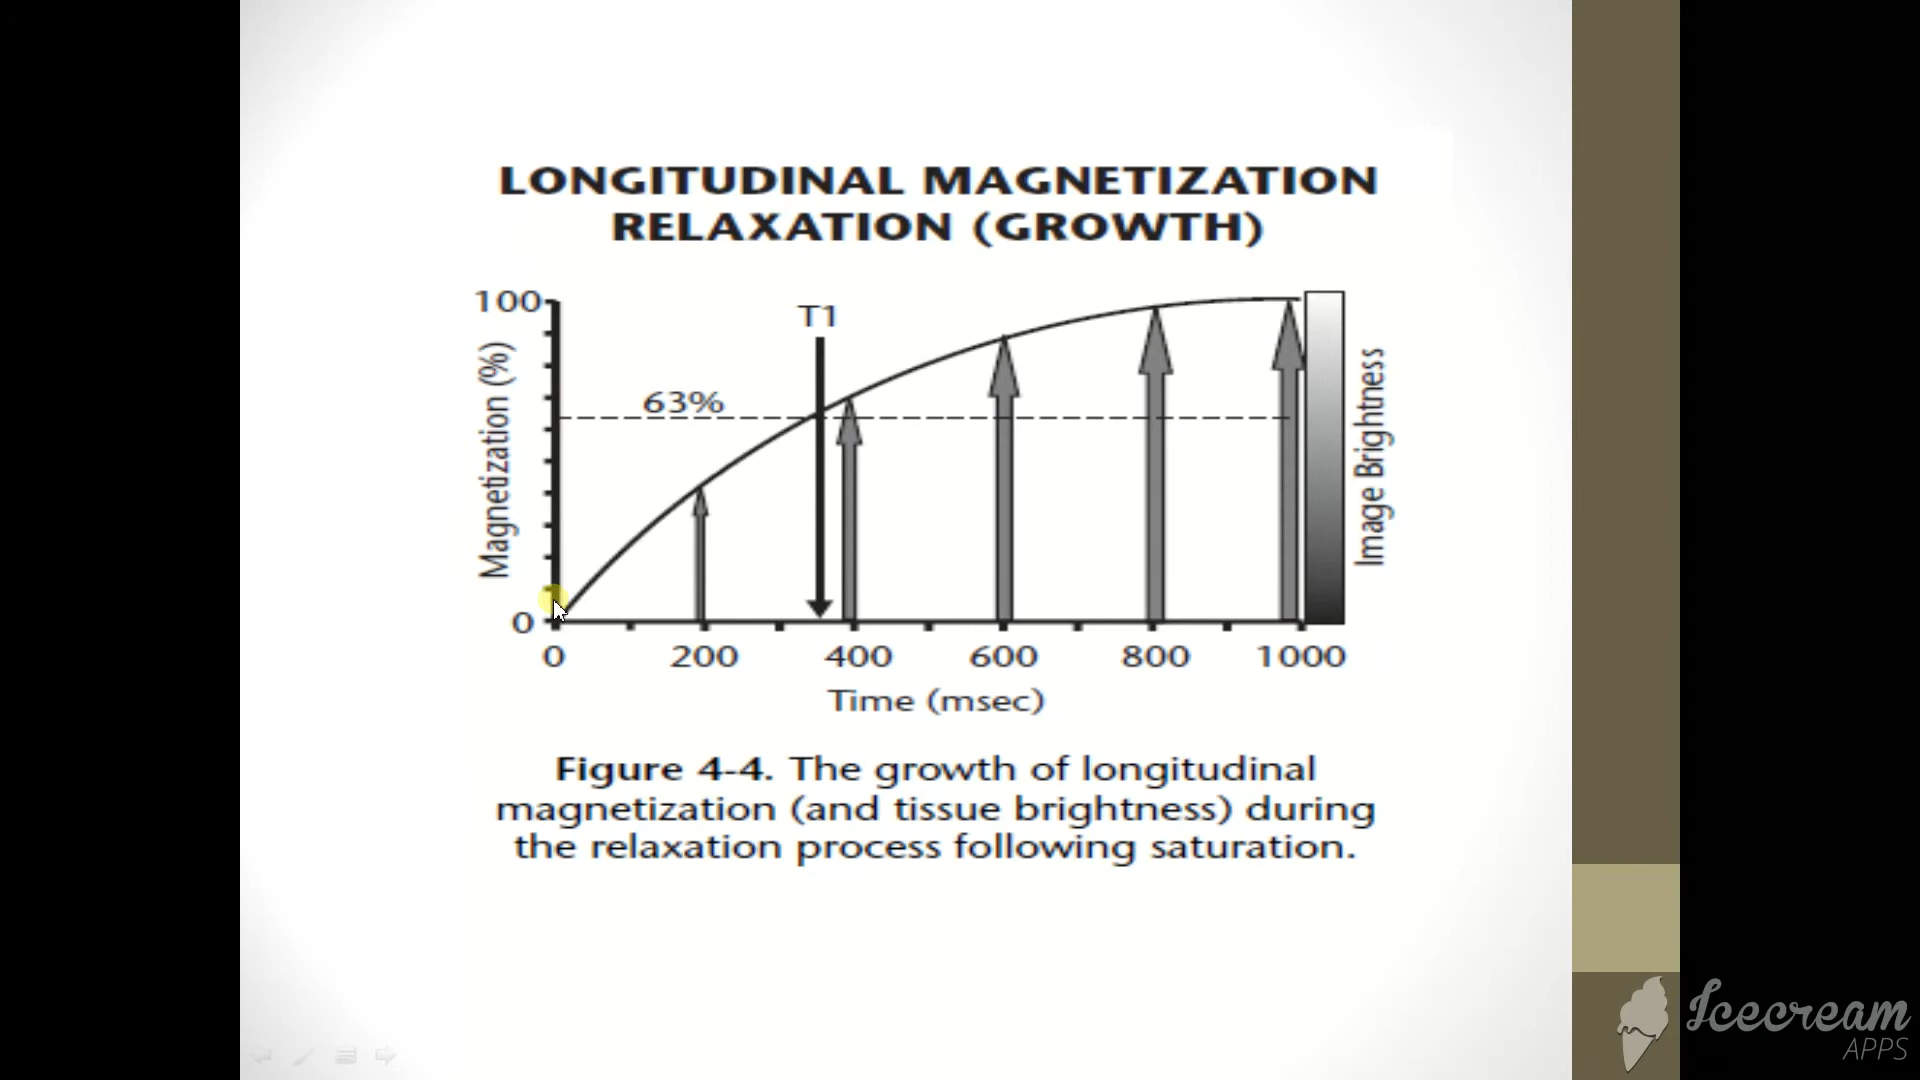 LONGITUDINAL MAGNETIZATION
RELAXATION (GROWTH)
100
T1
63%
Magnetization (%)
Image Brightness
0
0 200 400 600 800 1000
Time (msec)
Figure 4-4. The growth of longitudinal
magnetization (and tissue brightness) during
the relaxation process following saturation.
Icecream
APPS